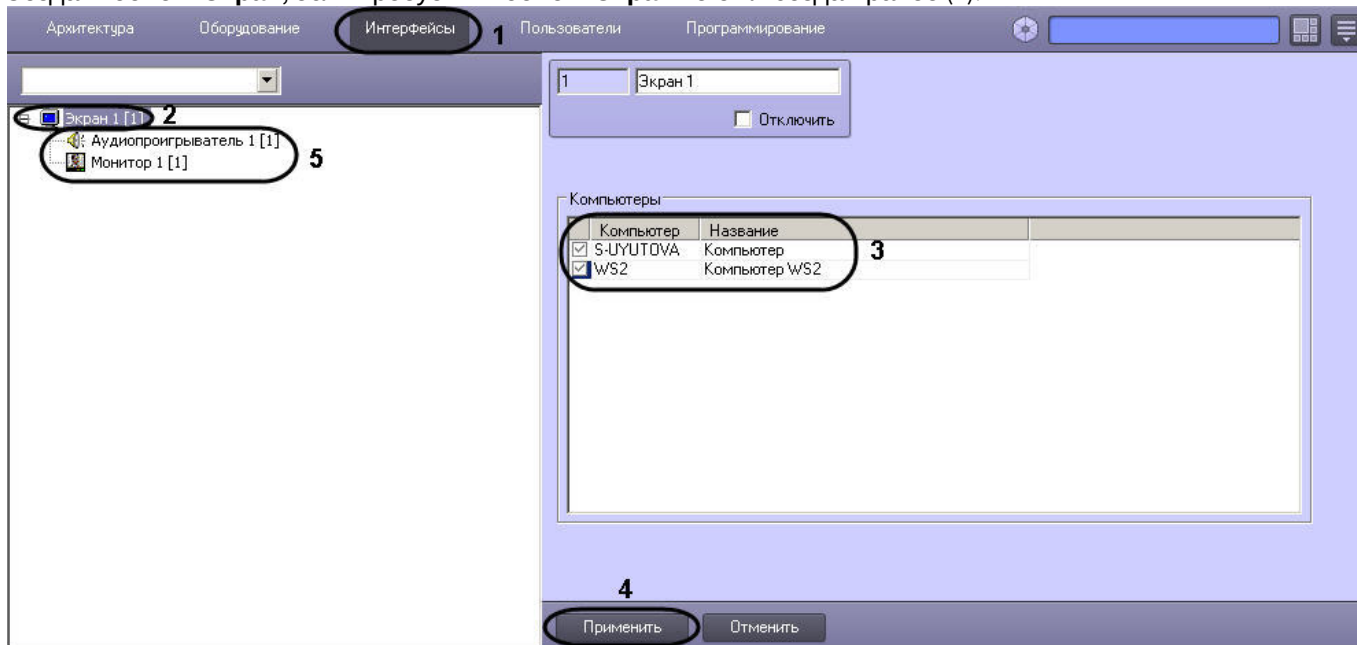 Архитектура Оборудование Интерфейсы 1 Пользователи Программирование
1 Экран 1
Отключить
Экран 1 [1] 2
Аудиопроигрыватель 1 [1]
Монитор 1 [1] 5
Компьютеры
Компьютер Название
S-UYUTOVA Компьютер 3
WS2 Компьютер WS2
4
Применить Отменить